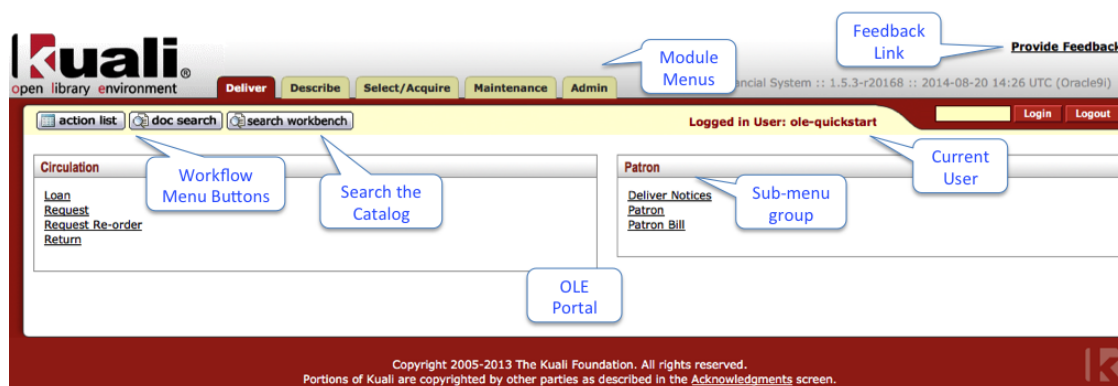 Kuali®
open library environment
Feedback
Link
Provide Feedback
Module
Menus
ncial System :: 1.5.3-r20168 :: 2014-08-20 14:26 UTC (Oracle9i)
Deliver Describe Select/Acquire Maintenance Admin
action list doc search search workbench
Logged in User: ole-quickstart
Login Logout
Circulation
Loan
Request
Request Re-order
Return
Workflow
Menu Buttons
Search the
Catalog
Patron
Deliver Notices
Patron
Patron Bill
Sub-menu
group
Current
User
OLE
Portal
Copyright 2005-2013 The Kuali Foundation. All rights reserved.
Portions of Kuali are copyrighted by other parties as described in the Acknowledgments screen.